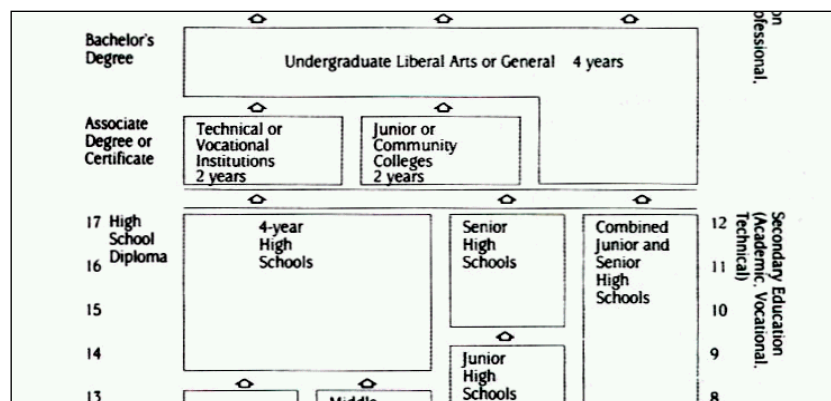 Bachelor's
Degree
Undergraduate Liberal Arts or General 4 years
Associate
Degree or
Certificate
Technical or
Vocational
Institutions
2 years
Junior or
Community
Colleges
2 years
17 High
School
Diploma
16
15
14
13
4-year
High
Schools
Senior
High
Schools
Combined
Junior and
Senior
High
Schools
Junior
High
Schools
Middle
12
11
10
9
8
Secondary Education
(Academic, Vocational,
Technical)